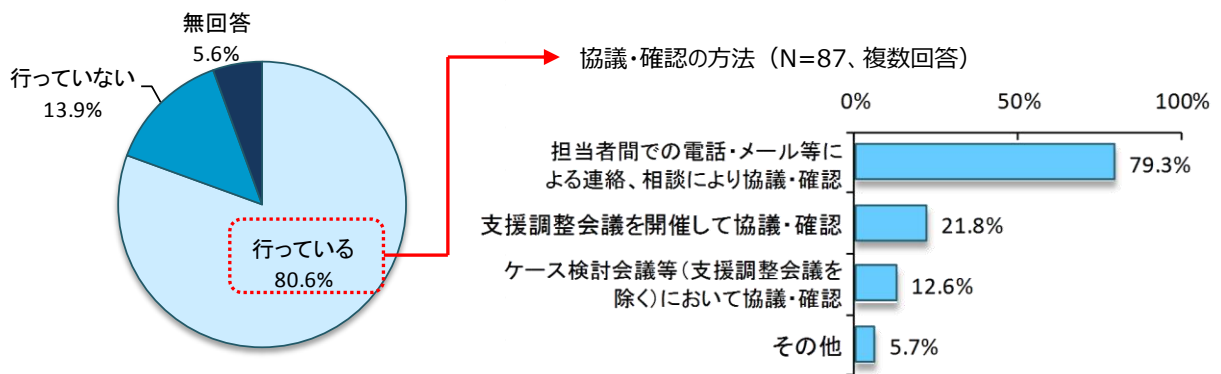 無回答
5.6%
行っていない
13.9%
行っている
80.6%
協議・確認の方法（N=87、複数回答）
0%
50%
100%
担当者間での電話・メール等に
よる連絡、相談により協議・確認
79.3%
支援調整会議を開催して協議・確認
21.8%
ケース検討会議等（支援調整会議を
除く）において協議・確認
12.6%
その他
5.7%